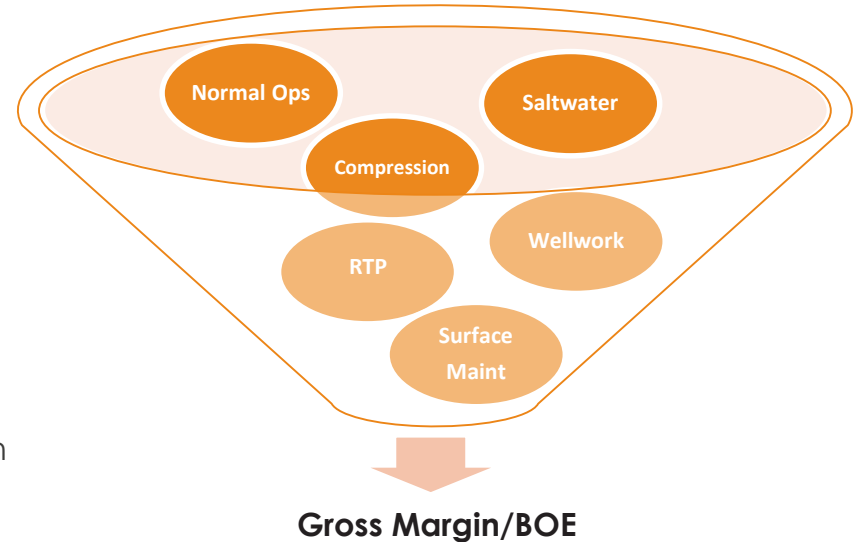 Normal Ops
Saltwater
Compression
Wellwork
RTP
Surface
Maint
Gross Margin/BOE